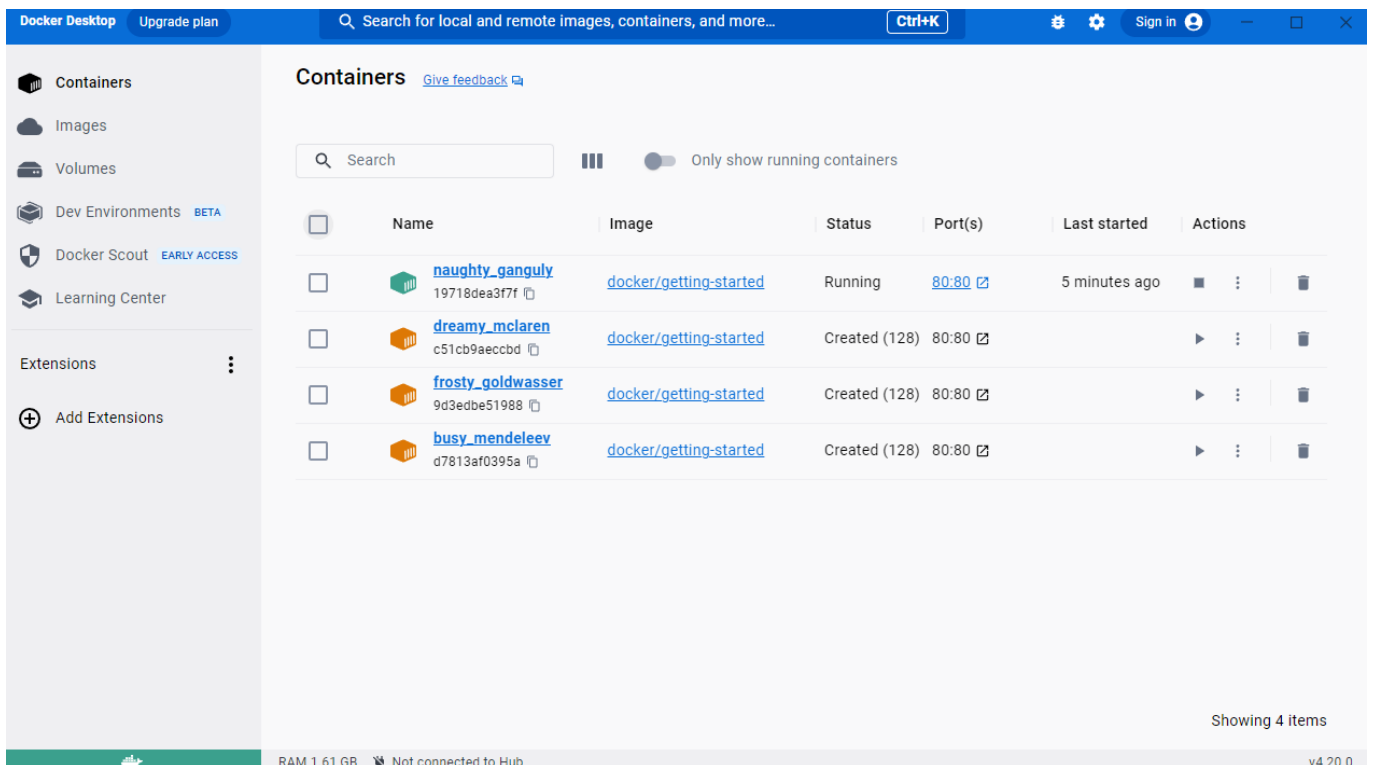 Docker Desktop Upgrade plan Search for local and remote images, containers, and more... Ctrl+K Sign in
Containers
Images
Volumes
Dev Environments BETA
Docker Scout EARLY ACCESS
Learning Center
Extensions
Add Extensions
Containers Give feedback
Search Only show running containers
Name Image Status Port(s) Last started Actions
naughty_ganguly docker/getting-started Running 80:80 5 minutes ago
19718dea3f7f
dreamy_mclaren docker/getting-started Created (128) 80:80
c51cb9aeccbd
frosty_goldwasser docker/getting-started Created (128) 80:80
9d3edbe51988
busy_mendeleev docker/getting-started Created (128) 80:80
d7813af0395a
Showing 4 items
RAM 1.61 GB Not connected to Hub v4.20.0